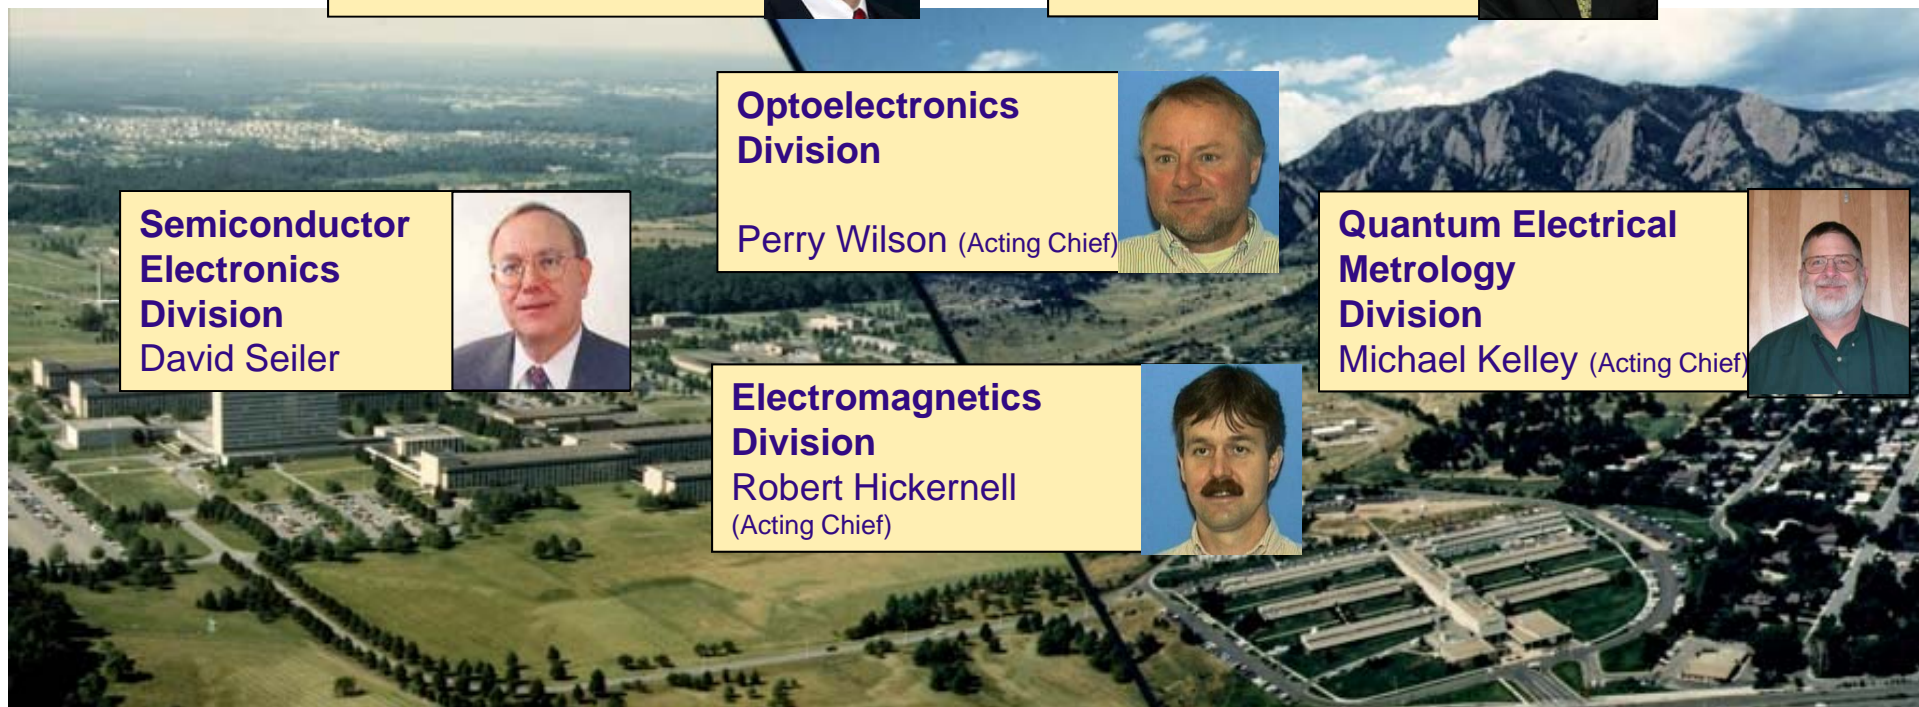 Optoelectronics
Division
Perry Wilson (Acting Chief)
Semiconductor
Electronics
Division
David Seiler
Quantum Electrical
Metrology
Division
Michael Kelley (Acting Chief)
Electromagnetics
Division
Robert Hickernell
(Acting Chief)